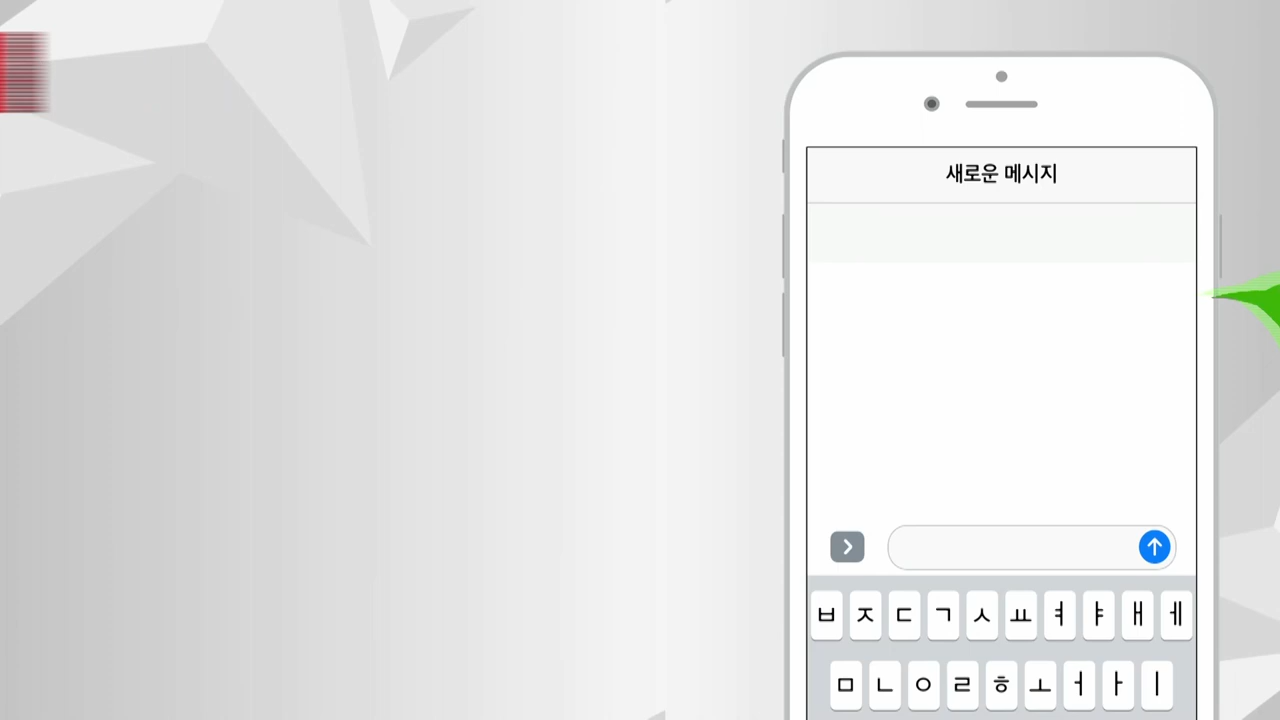 새로운 메시지
ㅂ ㅈ ㄷ ㄱ ㅅ ㅛ ㅕ ㅑ ㅐ ㅔ
ㅁ ㄴ ㅇ ㄹ ㅎ ㅗ ㅓ ㅏ ㅣ